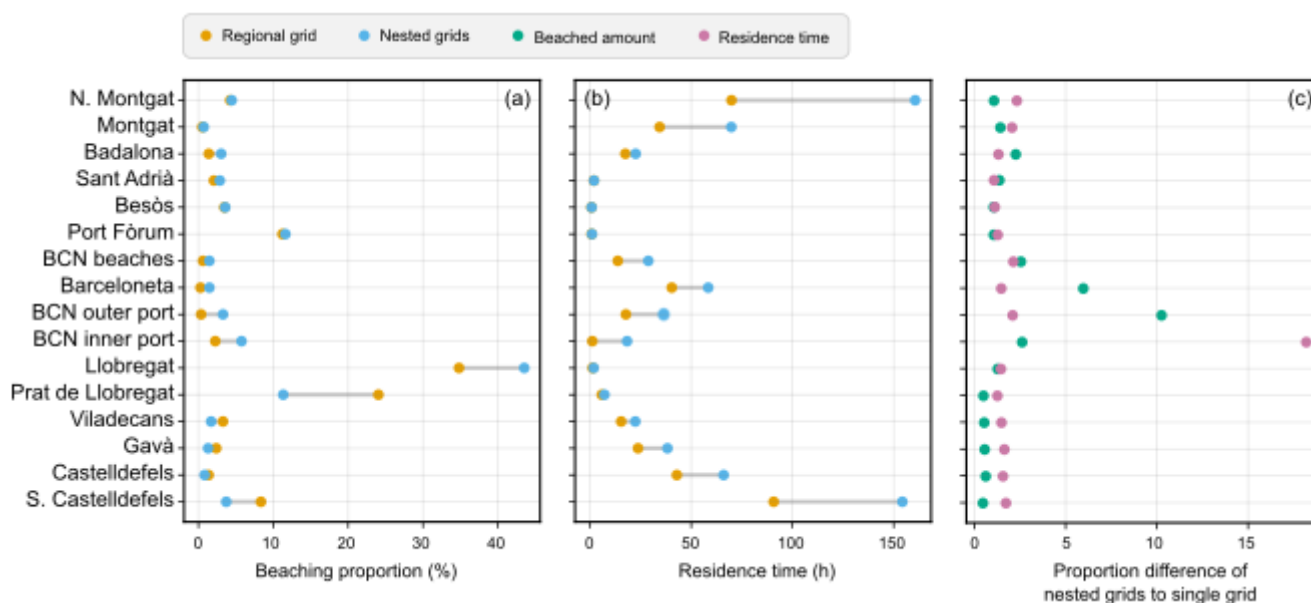 Regional grid Nested grids Beached amount Residence time
(a) (b) (c)
N. Montgat
Montgat
Badalona
Sant Adrià
Besòs
Port Fòrum
BCN beaches
Barceloneta
BCN outer port
BCN inner port
Llobregat
Prat de Llobregat
Viladecans
Gavà
Castelldefels
S. Castelldefels
0 10 20 30 40 0 50 100 150 0 5 10 15
Beaching proportion (%) Residence time (h) Proportion difference of
nested grids to single grid